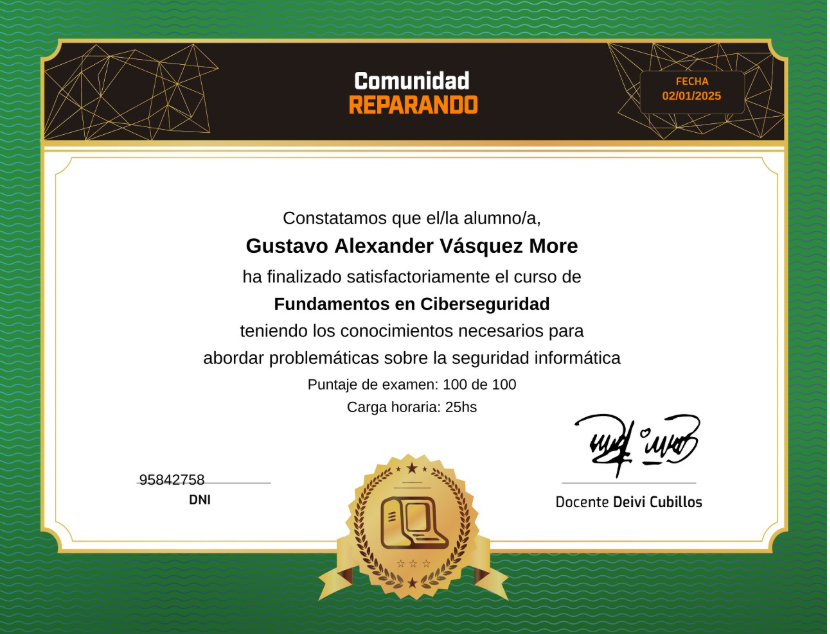 Comunidad
REPARANDO
FECHA
02/01/2025
Constatamos que el/la alumno/a,
Gustavo Alexander Vásquez More
ha finalizado satisfactoriamente el curso de
Fundamentos en Ciberseguridad
teniendo los conocimientos necesarios para
abordar problemáticas sobre la seguridad informática
Puntaje de examen: 100 de 100
Carga horaria: 25hs
95842758
DNI
Docente Deivi Cubillos